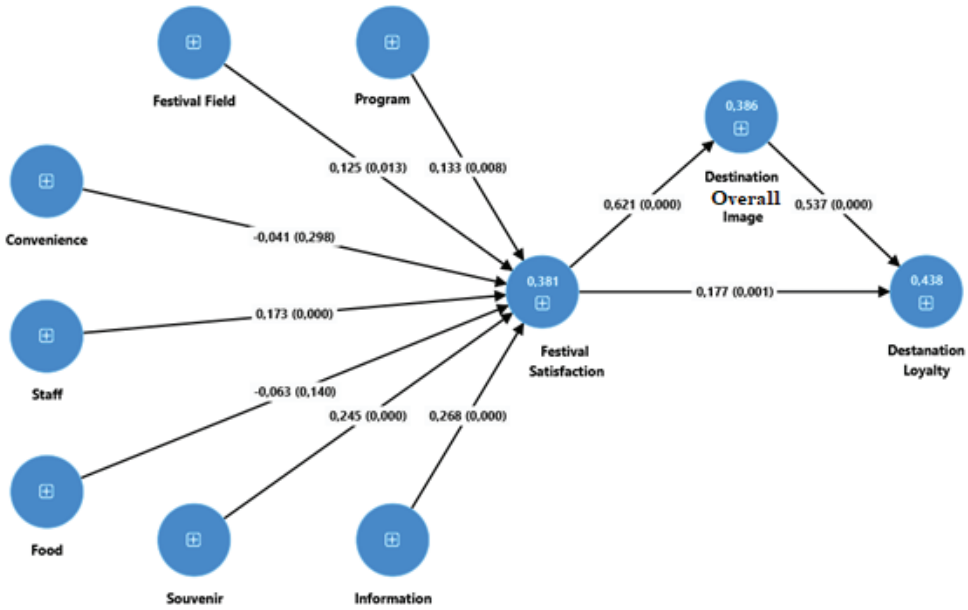 Festival Field
Program
0,386
Destination
Overall
Image
0,125 (0,013)
0,133 (0,008)
0,621 (0,000)
0,537 (0,000)
Convenience
-0,041 (0,298)
0,381
0,438
0,173 (0,000)
0,177 (0,001)
Festival
Satisfaction
Destanation
Loyalty
Staff
-0,063 (0,140)
0,245 (0,000)
0,268 (0,000)
Food
Souvenir
Information